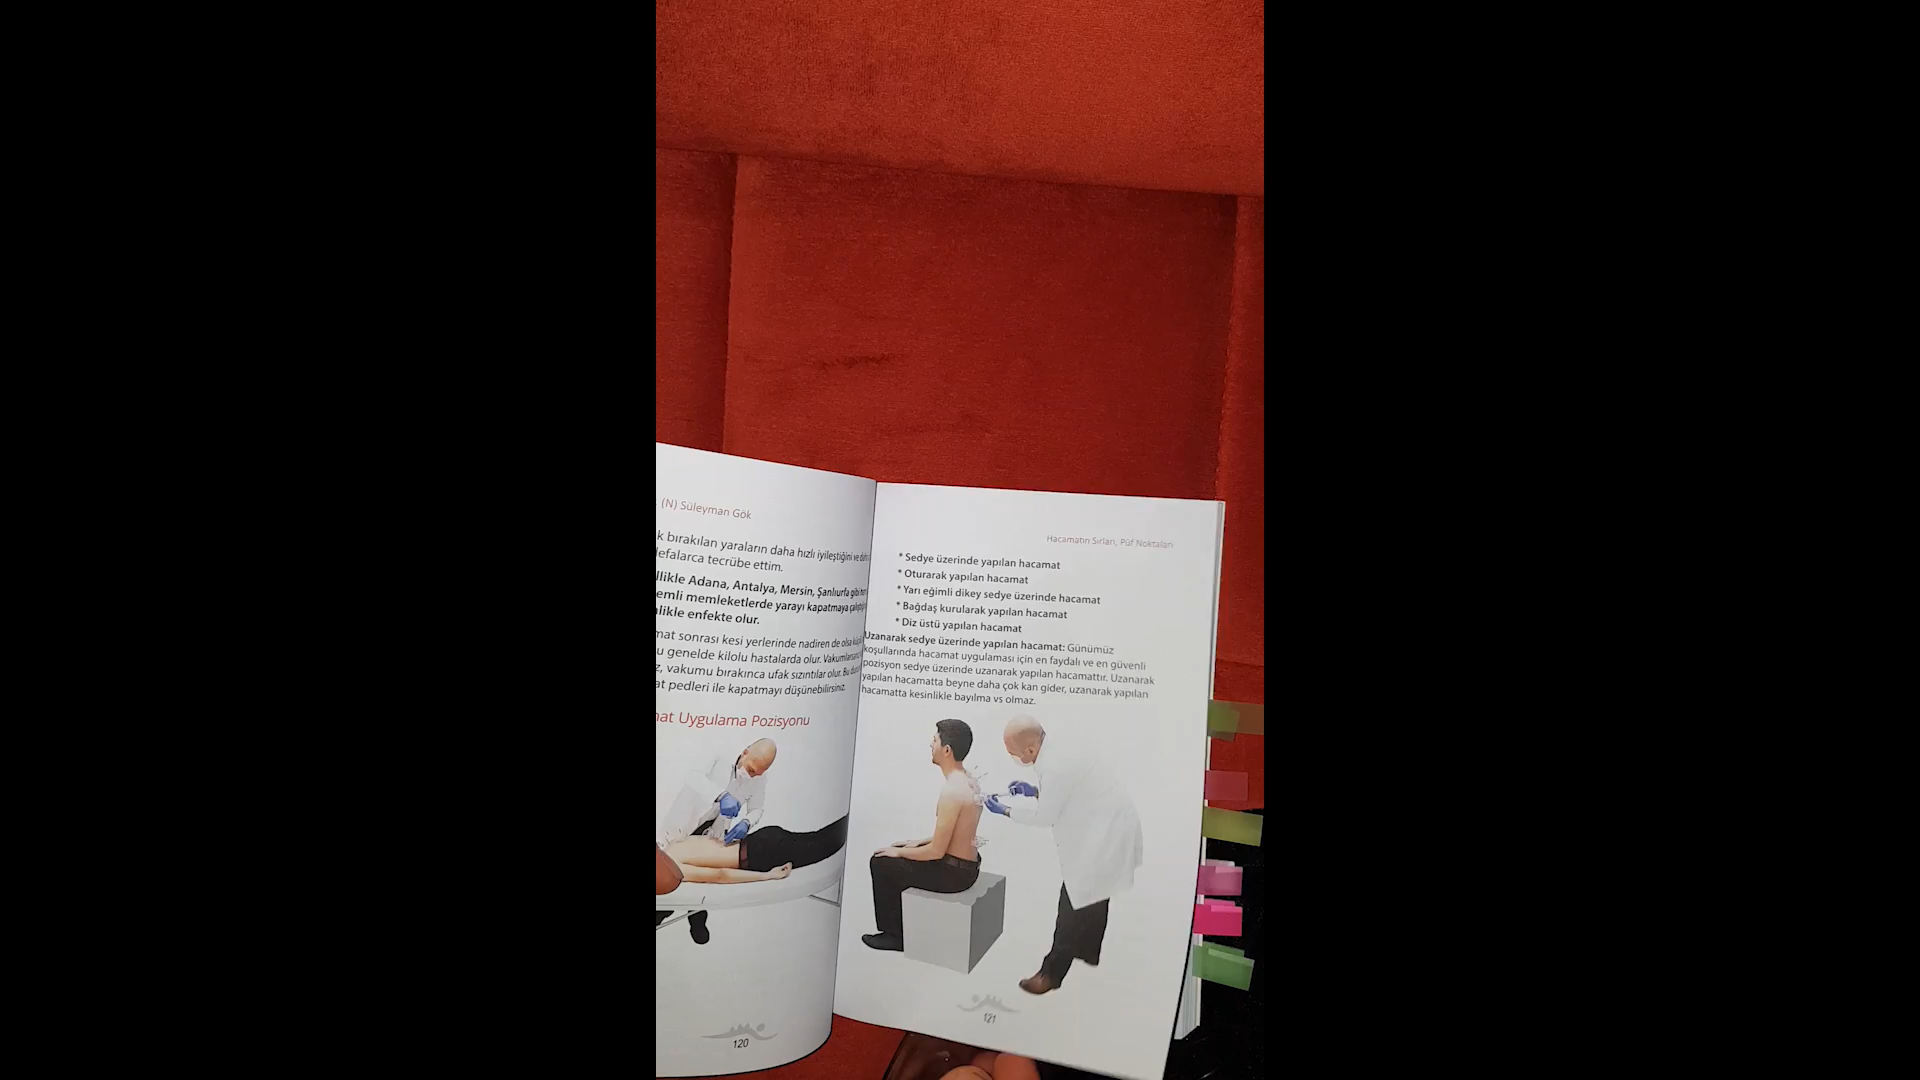 (N) Süleyman Gök
k bırakılan yaraların daha hızlı iyileştiğini ve daha
defalarca tecrübe ettim.
llikle Adana, Antalya, Mersin, Şanlıurfa gibi
emli memleketlerde yarayı kapatmaya
likle enfekte olur.
mat sonrası kesi yerlerinde nadiren de olsa
u genelde kilolu hastalarda olur.
z, vakumu bırakınca ufak sızıntılar olur. Bu
at pedleri ile kapatmayı düşünebilirsiniz.
mat Uygulama Pozisyonu
120
Hacamatın Sırları, Püf Noktaları
* Sedye üzerinde yapılan hacamat
* Oturarak yapılan hacamat
* Yarı eğimli dikey sedye üzerinde hacamat
* Bağdaş kurularak yapılan hacamat
* Diz üstü yapılan hacamat
Uzanarak sedye üzerinde yapılan hacamat: Günümüz
koşullarında hacamat uygulaması için en faydalı ve en güvenli
pozisyon sedye üzerinde uzanarak yapılan hacamattır. Uzanarak
yapılan hacamatta beyne daha çok kan gider, uzanarak yapılan
hacamatta kesinlikle bayılma vs olmaz.
121